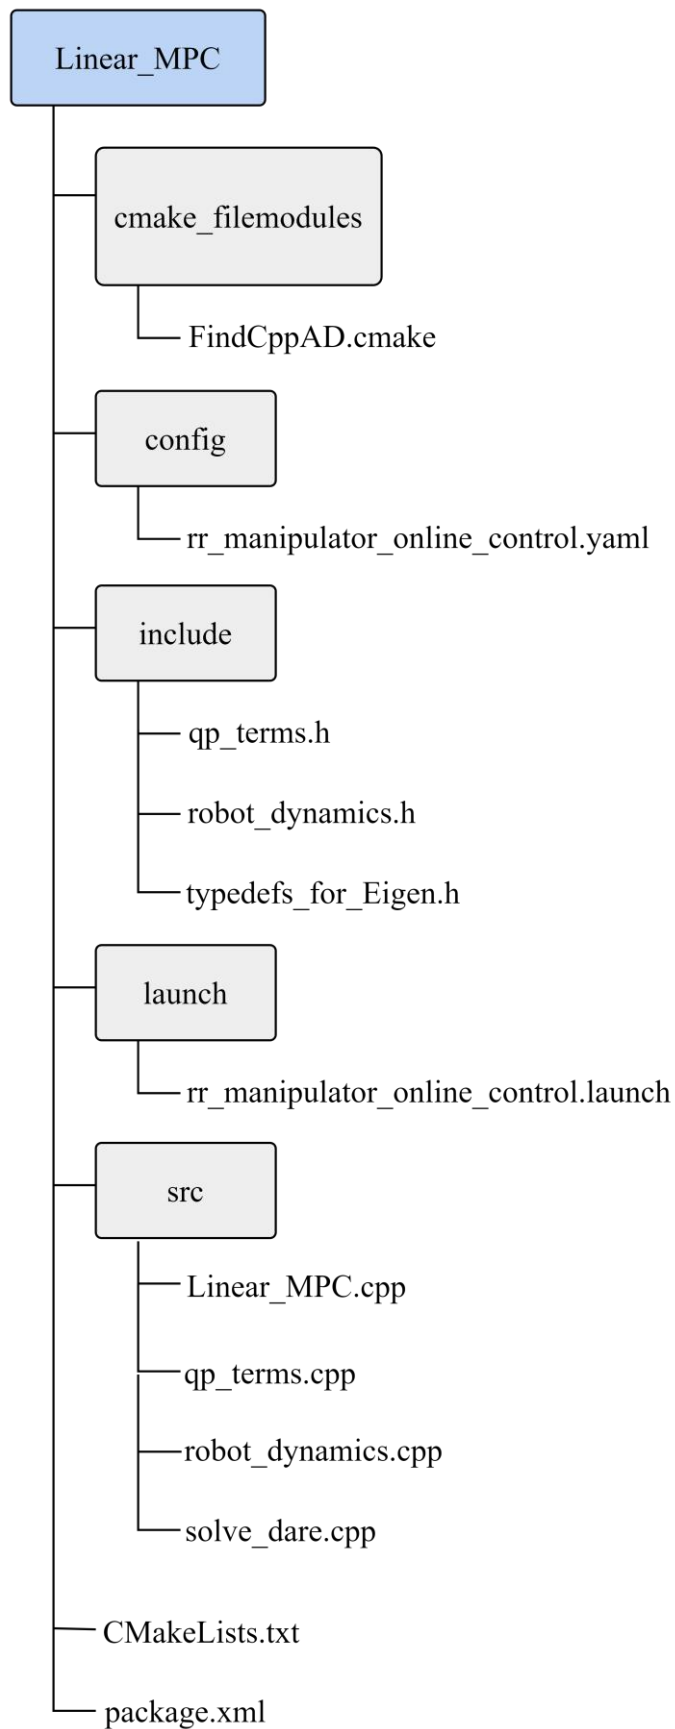 Linear_MPC
cmake_filemodules
FindCppAD.cmake
config
rr_manipulator_online_control.yaml
include
qp_terms.h
robot_dynamics.h
typedefs_for_Eigen.h
launch
rr_manipulator_online_control.launch
src
Linear_MPC.cpp
qp_terms.cpp
robot_dynamics.cpp
solve_dare.cpp
CMakeLists.txt
package.xml